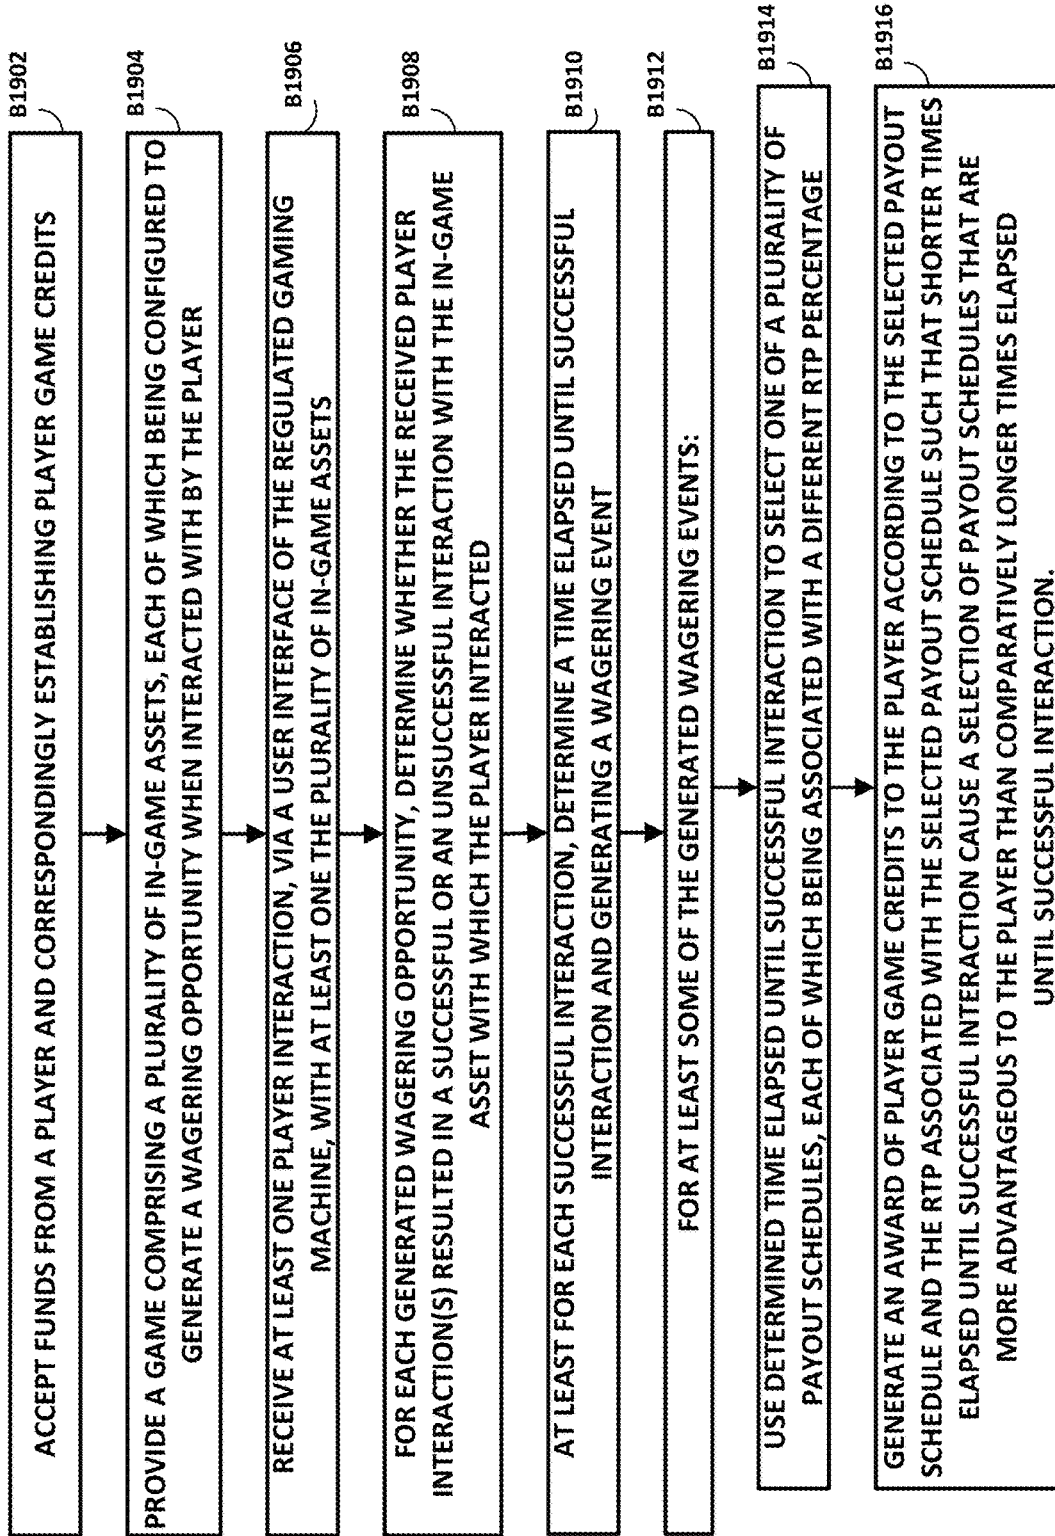 B1902
ACCEPT FUNDS FROM A PLAYER AND CORRESPONDINGLY ESTABLISHING PLAYER GAME CREDITS
B1904
PROVIDE A GAME COMPRISING A PLURALITY OF IN-GAME ASSETS, EACH OF WHICH BEING CONFIGURED TO
GENERATE A WAGERING OPPORTUNITY WHEN INTERACTED WITH BY THE PLAYER
B1906
RECEIVE AT LEAST ONE PLAYER INTERACTION, VIA A USER INTERFACE OF THE REGULATED GAMING
MACHINE, WITH AT LEAST ONE THE PLURALITY OF IN-GAME ASSETS
B1908
FOR EACH GENERATED WAGERING OPPORTUNITY, DETERMINE WHETHER THE RECEIVED PLAYER
INTERACTION(S) RESULTED IN A SUCCESSFUL OR AN UNSUCCESSFUL INTERACTION WITH THE IN-GAME
ASSET WITH WHICH THE PLAYER INTERACTED
B1910
AT LEAST FOR EACH SUCCESSFUL INTERACTION, DETERMINE A TIME ELAPSED UNTIL SUCCESSFUL
INTERACTION AND GENERATING A WAGERING EVENT
B1912
FOR AT LEAST SOME OF THE GENERATED WAGERING EVENTS:
B1914
USE DETERMINED TIME ELAPSED UNTIL SUCCESSFUL INTERACTION TO SELECT ONE OF A PLURALITY OF
PAYOUT SCHEDULES, EACH OF WHICH BEING ASSOCIATED WITH A DIFFERENT RTP PERCENTAGE
B1916
GENERATE AN AWARD OF PLAYER GAME CREDITS TO THE PLAYER ACCORDING TO THE SELECTED PAYOUT
SCHEDULE AND THE RTP ASSOCIATED WITH THE SELECTED PAYOUT SCHEDULE SUCH THAT SHORTER TIMES
ELAPSED UNTIL SUCCESSFUL INTERACTION CAUSE A SELECTION OF PAYOUT SCHEDULES THAT ARE
MORE ADVANTAGEOUS TO THE PLAYER THAN COMPARATIVELY LONGER TIMES ELAPSED
UNTIL SUCCESSFUL INTERACTION.